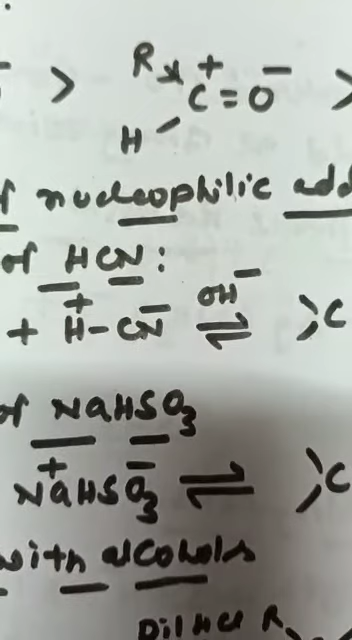 > R + −
C=O >
H
f nucleophilic add
of HCN:
+ −
OH−
+ H-CN ⇌ >C
of NaHSO3
+ −
NaHSO3 ⇌ >C
with alcohols
Dil HCl R